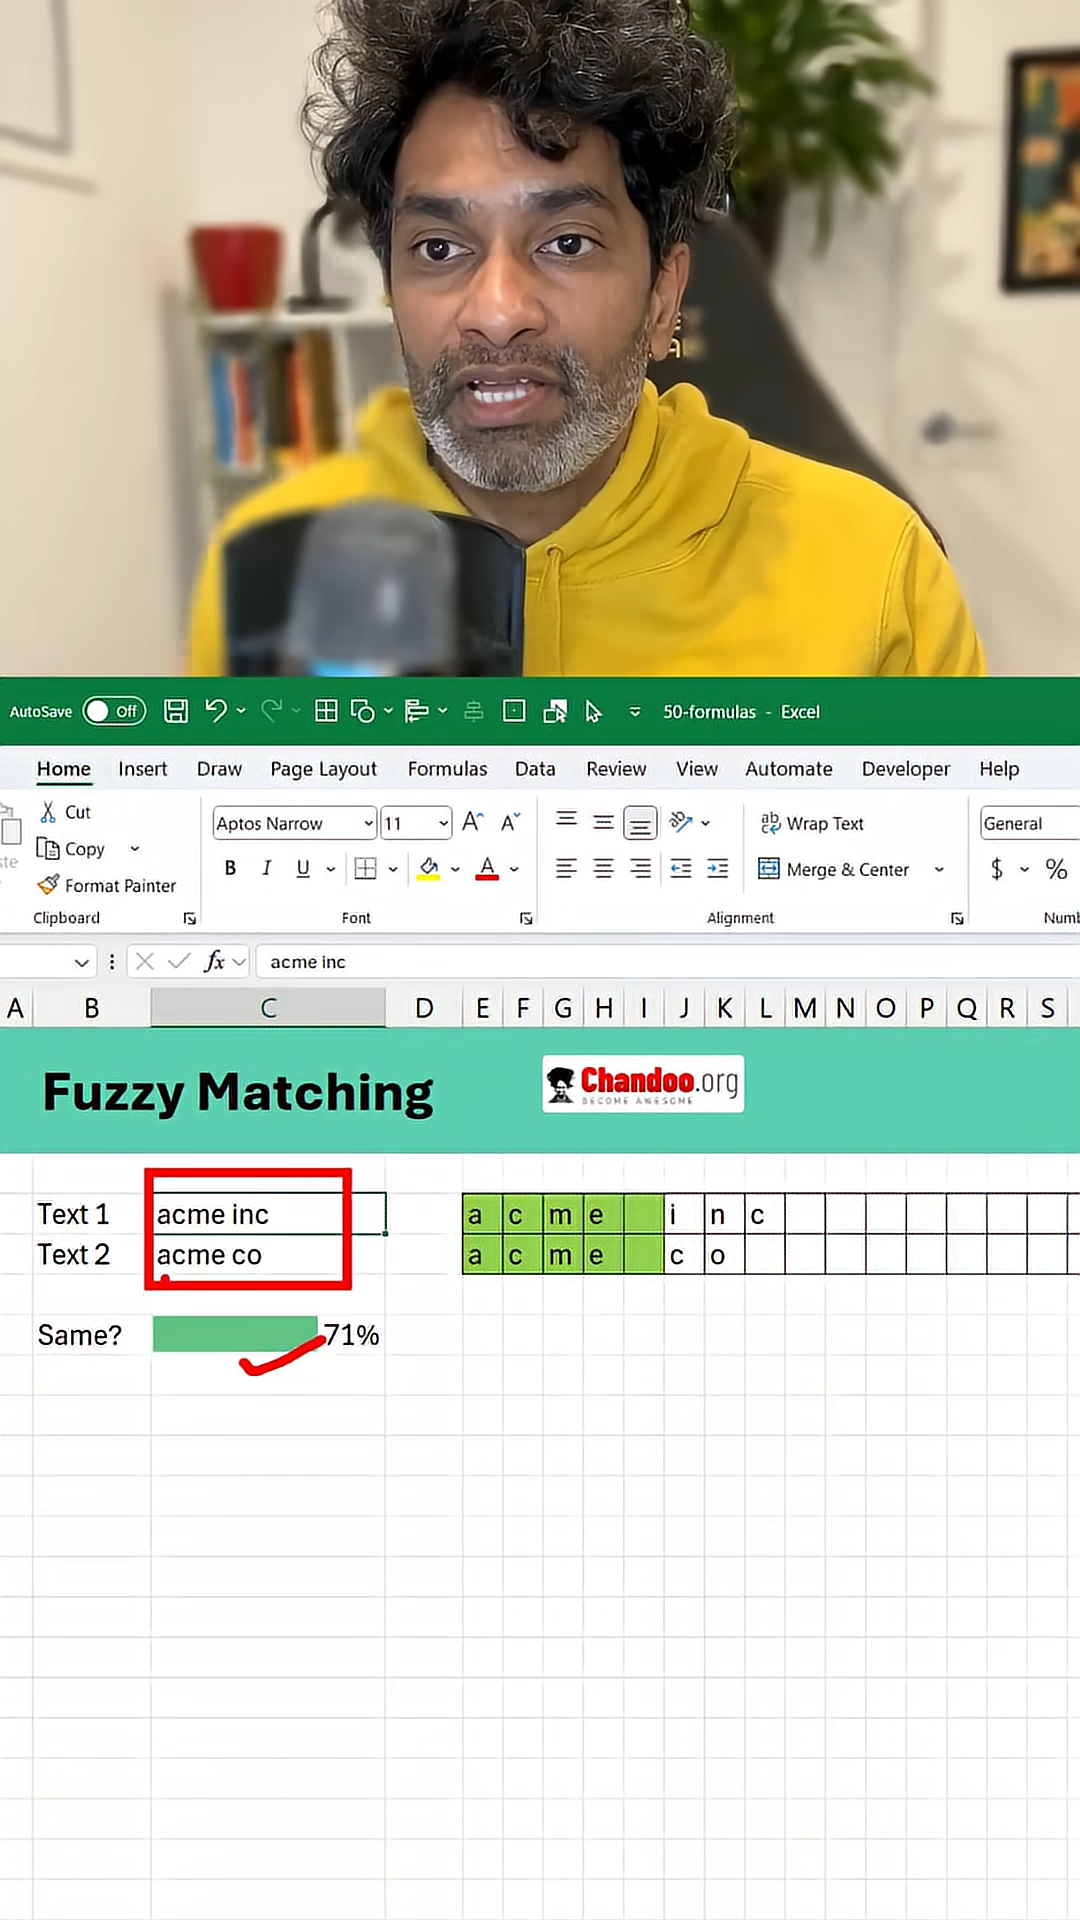 AutoSave Off 50-formulas - Excel
Home Insert Draw Page Layout Formulas Data Review View Automate Developer Help
Cut
Copy
Format Painter
Clipboard
Aptos Narrow 11
B I U A
Font
Wrap Text
Merge & Center
Alignment
General
$ %
fx acme inc
A B C D E F G H I J K L M N O P Q R S
Fuzzy Matching
Chandoo.org
BECOME AWESOME
Text 1 acme inc a c m e i n c
Text 2 acme co a c m e c o
Same? 71%